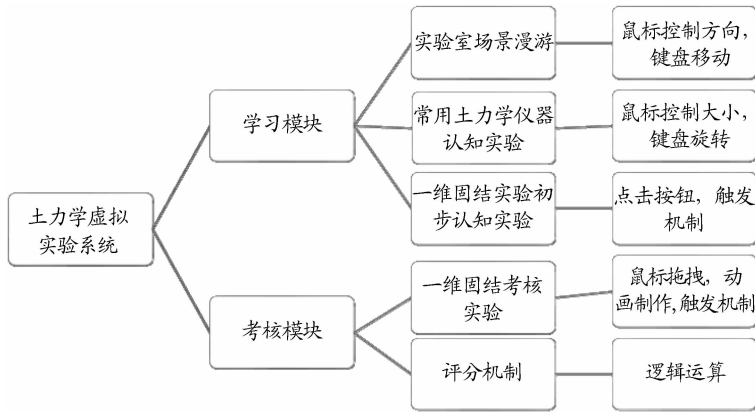 土力学虚拟
实验系统
学习模块
考核模块
实验室场景漫游
常用土力学仪器
认知实验
一维固结实验初
步认知实验
一维固结考核
实验
评分机制
鼠标控制方向,
键盘移动
鼠标控制大小,
键盘旋转
点击按钮, 触发
机制
鼠标拖拽, 动
画制作,触发机制
逻辑运算